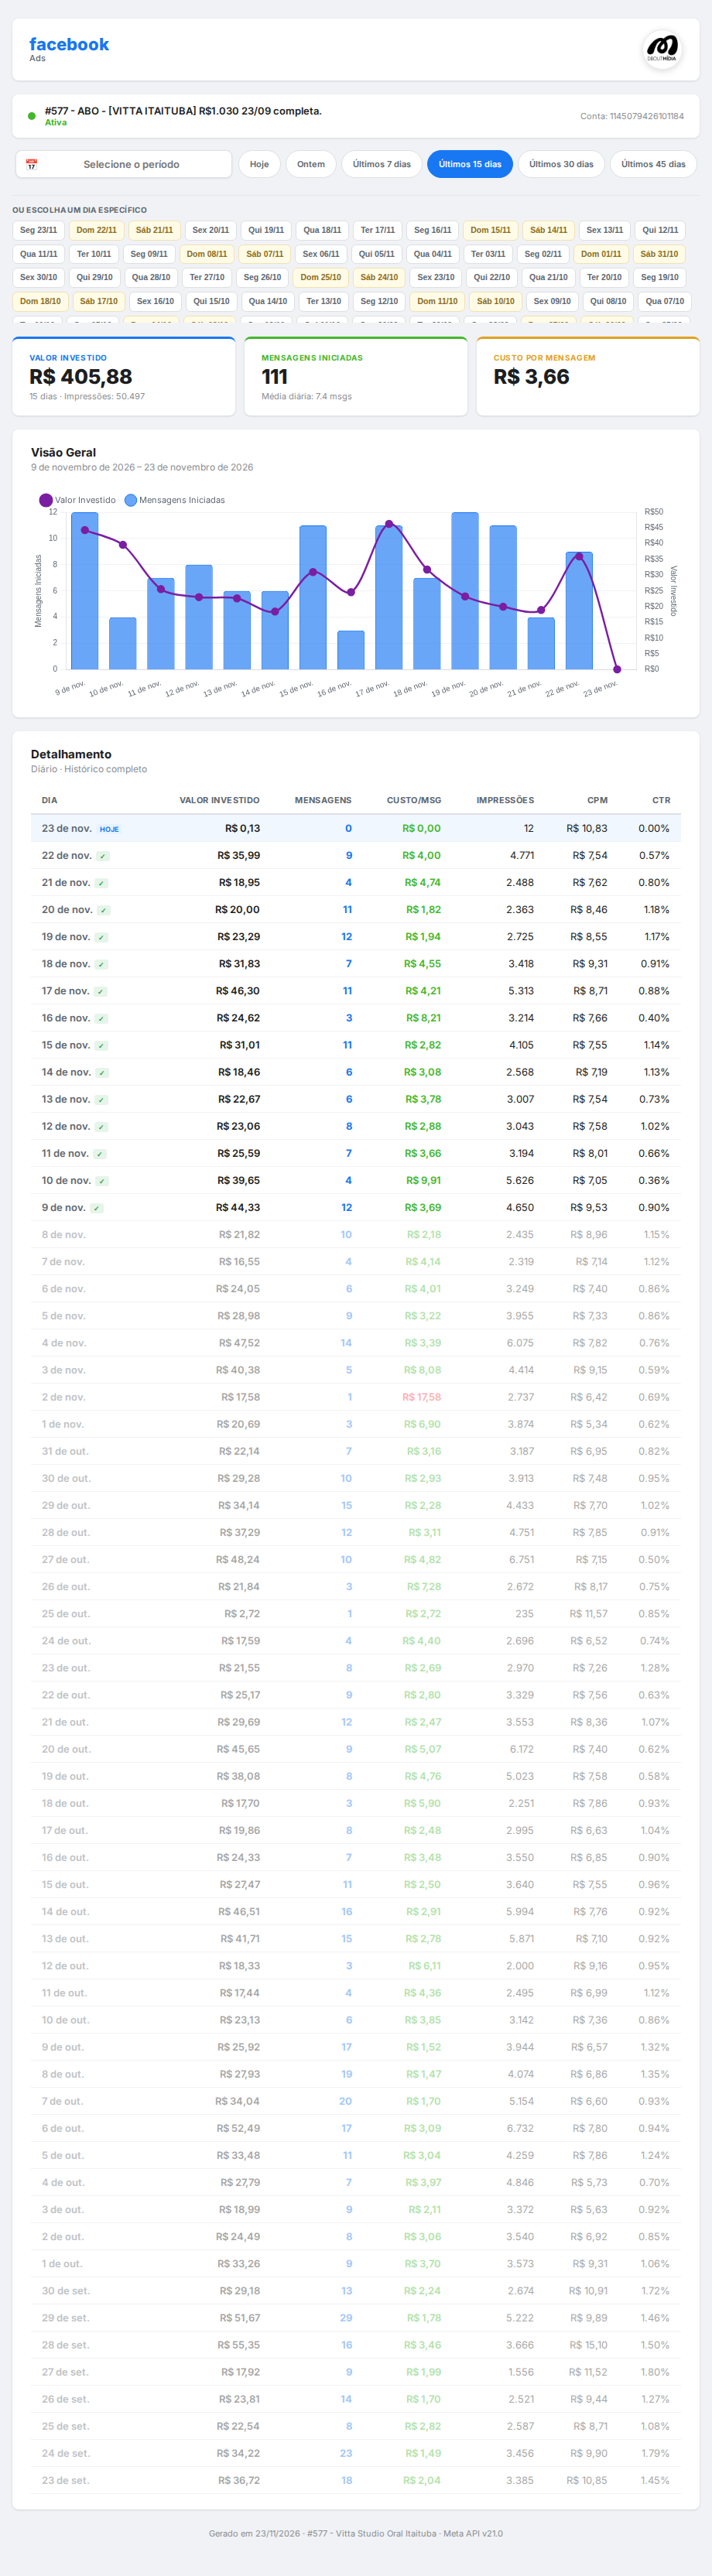 facebook
Ads
DBOUTMÍDIA
#577 - ABO - [VITTA ITAITUBA] R$1.030 23/09 completa.
Ativa
Conta: 1145079426101184
Selecione o período
Hoje
Ontem
Últimos 7 dias
Últimos 15 dias
Últimos 30 dias
Últimos 45 dias
OU ESCOLHA UM DIA ESPECÍFICO
Seg 23/11 Dom 22/11 Sáb 21/11 Sex 20/11 Qui 19/11 Qua 18/11 Ter 17/11 Seg 16/11 Dom 15/11 Sáb 14/11 Sex 13/11 Qui 12/11
Qua 11/11 Ter 10/11 Seg 09/11 Dom 08/11 Sáb 07/11 Sex 06/11 Qui 05/11 Qua 04/11 Ter 03/11 Seg 02/11 Dom 01/11 Sáb 31/10
Sex 30/10 Qui 29/10 Qua 28/10 Ter 27/10 Seg 26/10 Dom 25/10 Sáb 24/10 Sex 23/10 Qui 22/10 Qua 21/10 Ter 20/10 Seg 19/10
Dom 18/10 Sáb 17/10 Sex 16/10 Qui 15/10 Qua 14/10 Ter 13/10 Seg 12/10 Dom 11/10 Sáb 10/10 Sex 09/10 Qui 08/10 Qua 07/10
VALOR INVESTIDO
R$ 405,88
15 dias · Impressões: 50.497
MENSAGENS INICIADAS
111
Média diária: 7.4 msgs
CUSTO POR MENSAGEM
R$ 3,66
Visão Geral
9 de novembro de 2026 – 23 de novembro de 2026
Valor Investido Mensagens Iniciadas
Mensagens Iniciadas
12
10
8
6
4
2
0
R$50
R$45
R$40
R$35
R$30
R$25
R$20
R$15
R$10
R$5
R$0
Valor Investido
9 de nov. 10 de nov. 11 de nov. 12 de nov. 13 de nov. 14 de nov. 15 de nov. 16 de nov. 17 de nov. 18 de nov. 19 de nov. 20 de nov. 21 de nov. 22 de nov. 23 de nov.
Detalhamento
Diário · Histórico completo
DIA VALOR INVESTIDO MENSAGENS CUSTO/MSG IMPRESSÕES CPM CTR
23 de nov. HOJE R$ 0,13 0 R$ 0,00 12 R$ 10,83 0.00%
22 de nov. ✓ R$ 35,99 9 R$ 4,00 4.771 R$ 7,54 0.57%
21 de nov. ✓ R$ 18,95 4 R$ 4,74 2.488 R$ 7,62 0.80%
20 de nov. ✓ R$ 20,00 11 R$ 1,82 2.363 R$ 8,46 1.18%
19 de nov. ✓ R$ 23,29 12 R$ 1,94 2.725 R$ 8,55 1.17%
18 de nov. ✓ R$ 31,83 7 R$ 4,55 3.418 R$ 9,31 0.91%
17 de nov. ✓ R$ 46,30 11 R$ 4,21 5.313 R$ 8,71 0.88%
16 de nov. ✓ R$ 24,62 3 R$ 8,21 3.214 R$ 7,66 0.40%
15 de nov. ✓ R$ 31,01 11 R$ 2,82 4.105 R$ 7,55 1.14%
14 de nov. ✓ R$ 18,46 6 R$ 3,08 2.568 R$ 7,19 1.13%
13 de nov. ✓ R$ 22,67 6 R$ 3,78 3.007 R$ 7,54 0.73%
12 de nov. ✓ R$ 23,06 8 R$ 2,88 3.043 R$ 7,58 1.02%
11 de nov. ✓ R$ 25,59 7 R$ 3,66 3.194 R$ 8,01 0.66%
10 de nov. ✓ R$ 39,65 4 R$ 9,91 5.626 R$ 7,05 0.36%
9 de nov. ✓ R$ 44,33 12 R$ 3,69 4.650 R$ 9,53 0.90%
8 de nov. R$ 21,82 10 R$ 2,18 2.435 R$ 8,96 1.15%
7 de nov. R$ 16,55 4 R$ 4,14 2.319 R$ 7,14 1.12%
6 de nov. R$ 24,05 6 R$ 4,01 3.249 R$ 7,40 0.86%
5 de nov. R$ 28,98 9 R$ 3,22 3.955 R$ 7,33 0.86%
4 de nov. R$ 47,52 14 R$ 3,39 6.075 R$ 7,82 0.76%
3 de nov. R$ 40,38 5 R$ 8,08 4.414 R$ 9,15 0.59%
2 de nov. R$ 17,58 1 R$ 17,58 2.737 R$ 6,42 0.69%
1 de nov. R$ 20,69 3 R$ 6,90 3.874 R$ 5,34 0.62%
31 de out. R$ 22,14 7 R$ 3,16 3.187 R$ 6,95 0.82%
30 de out. R$ 29,28 10 R$ 2,93 3.913 R$ 7,48 0.95%
29 de out. R$ 34,14 15 R$ 2,28 4.433 R$ 7,70 1.02%
28 de out. R$ 37,29 12 R$ 3,11 4.751 R$ 7,85 0.91%
27 de out. R$ 48,24 10 R$ 4,82 6.751 R$ 7,15 0.50%
26 de out. R$ 21,84 3 R$ 7,28 2.672 R$ 8,17 0.75%
25 de out. R$ 2,72 1 R$ 2,72 235 R$ 11,57 0.85%
24 de out. R$ 17,59 4 R$ 4,40 2.696 R$ 6,52 0.74%
23 de out. R$ 21,55 8 R$ 2,69 2.970 R$ 7,26 1.28%
22 de out. R$ 25,17 9 R$ 2,80 3.329 R$ 7,56 0.63%
21 de out. R$ 29,69 12 R$ 2,47 3.553 R$ 8,36 1.07%
20 de out. R$ 45,65 9 R$ 5,07 6.172 R$ 7,40 0.62%
19 de out. R$ 38,08 8 R$ 4,76 5.023 R$ 7,58 0.58%
18 de out. R$ 17,70 3 R$ 5,90 2.251 R$ 7,86 0.93%
17 de out. R$ 19,86 8 R$ 2,48 2.995 R$ 6,63 1.04%
16 de out. R$ 24,33 7 R$ 3,48 3.550 R$ 6,85 0.90%
15 de out. R$ 27,47 11 R$ 2,50 3.640 R$ 7,55 0.96%
14 de out. R$ 46,51 16 R$ 2,91 5.994 R$ 7,76 0.92%
13 de out. R$ 41,71 15 R$ 2,78 5.871 R$ 7,10 0.92%
12 de out. R$ 18,33 3 R$ 6,11 2.000 R$ 9,16 0.95%
11 de out. R$ 17,44 4 R$ 4,36 2.495 R$ 6,99 1.12%
10 de out. R$ 23,13 6 R$ 3,85 3.142 R$ 7,36 0.86%
9 de out. R$ 25,92 17 R$ 1,52 3.944 R$ 6,57 1.32%
8 de out. R$ 27,93 19 R$ 1,47 4.074 R$ 6,86 1.35%
7 de out. R$ 34,04 20 R$ 1,70 5.154 R$ 6,60 0.93%
6 de out. R$ 52,49 17 R$ 3,09 6.732 R$ 7,80 0.94%
5 de out. R$ 33,48 11 R$ 3,04 4.259 R$ 7,86 1.24%
4 de out. R$ 27,79 7 R$ 3,97 4.846 R$ 5,73 0.70%
3 de out. R$ 18,99 9 R$ 2,11 3.372 R$ 5,63 0.92%
2 de out. R$ 24,49 8 R$ 3,06 3.540 R$ 6,92 0.85%
1 de out. R$ 33,26 9 R$ 3,70 3.573 R$ 9,31 1.06%
30 de set. R$ 29,18 13 R$ 2,24 2.674 R$ 10,91 1.72%
29 de set. R$ 51,67 29 R$ 1,78 5.222 R$ 9,89 1.46%
28 de set. R$ 55,35 16 R$ 3,46 3.666 R$ 15,10 1.50%
27 de set. R$ 17,92 9 R$ 1,99 1.556 R$ 11,52 1.80%
26 de set. R$ 23,81 14 R$ 1,70 2.521 R$ 9,44 1.27%
25 de set. R$ 22,54 8 R$ 2,82 2.587 R$ 8,71 1.08%
24 de set. R$ 34,22 23 R$ 1,49 3.456 R$ 9,90 1.79%
23 de set. R$ 36,72 18 R$ 2,04 3.385 R$ 10,85 1.45%
Gerado em 23/11/2026 · #577 - Vitta Studio Oral Itaituba · Meta API v21.0